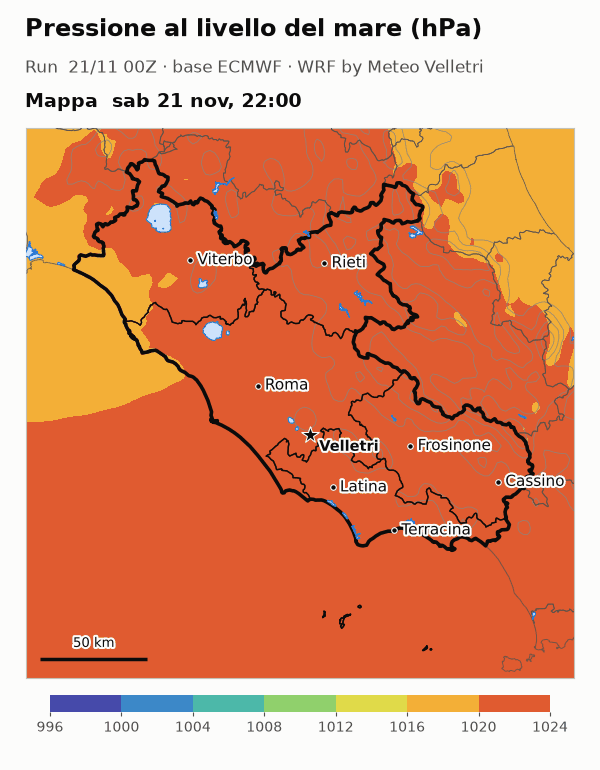 Pressione al livello del mare (hPa)
Run  21/11 00Z · base ECMWF · WRF by Meteo Velletri
Mappa  sab 21 nov, 22:00
Viterbo
Rieti
Roma
Velletri
Frosinone
Cassino
Latina
Terracina
50 km
996 1000 1004 1008 1012 1016 1020 1024